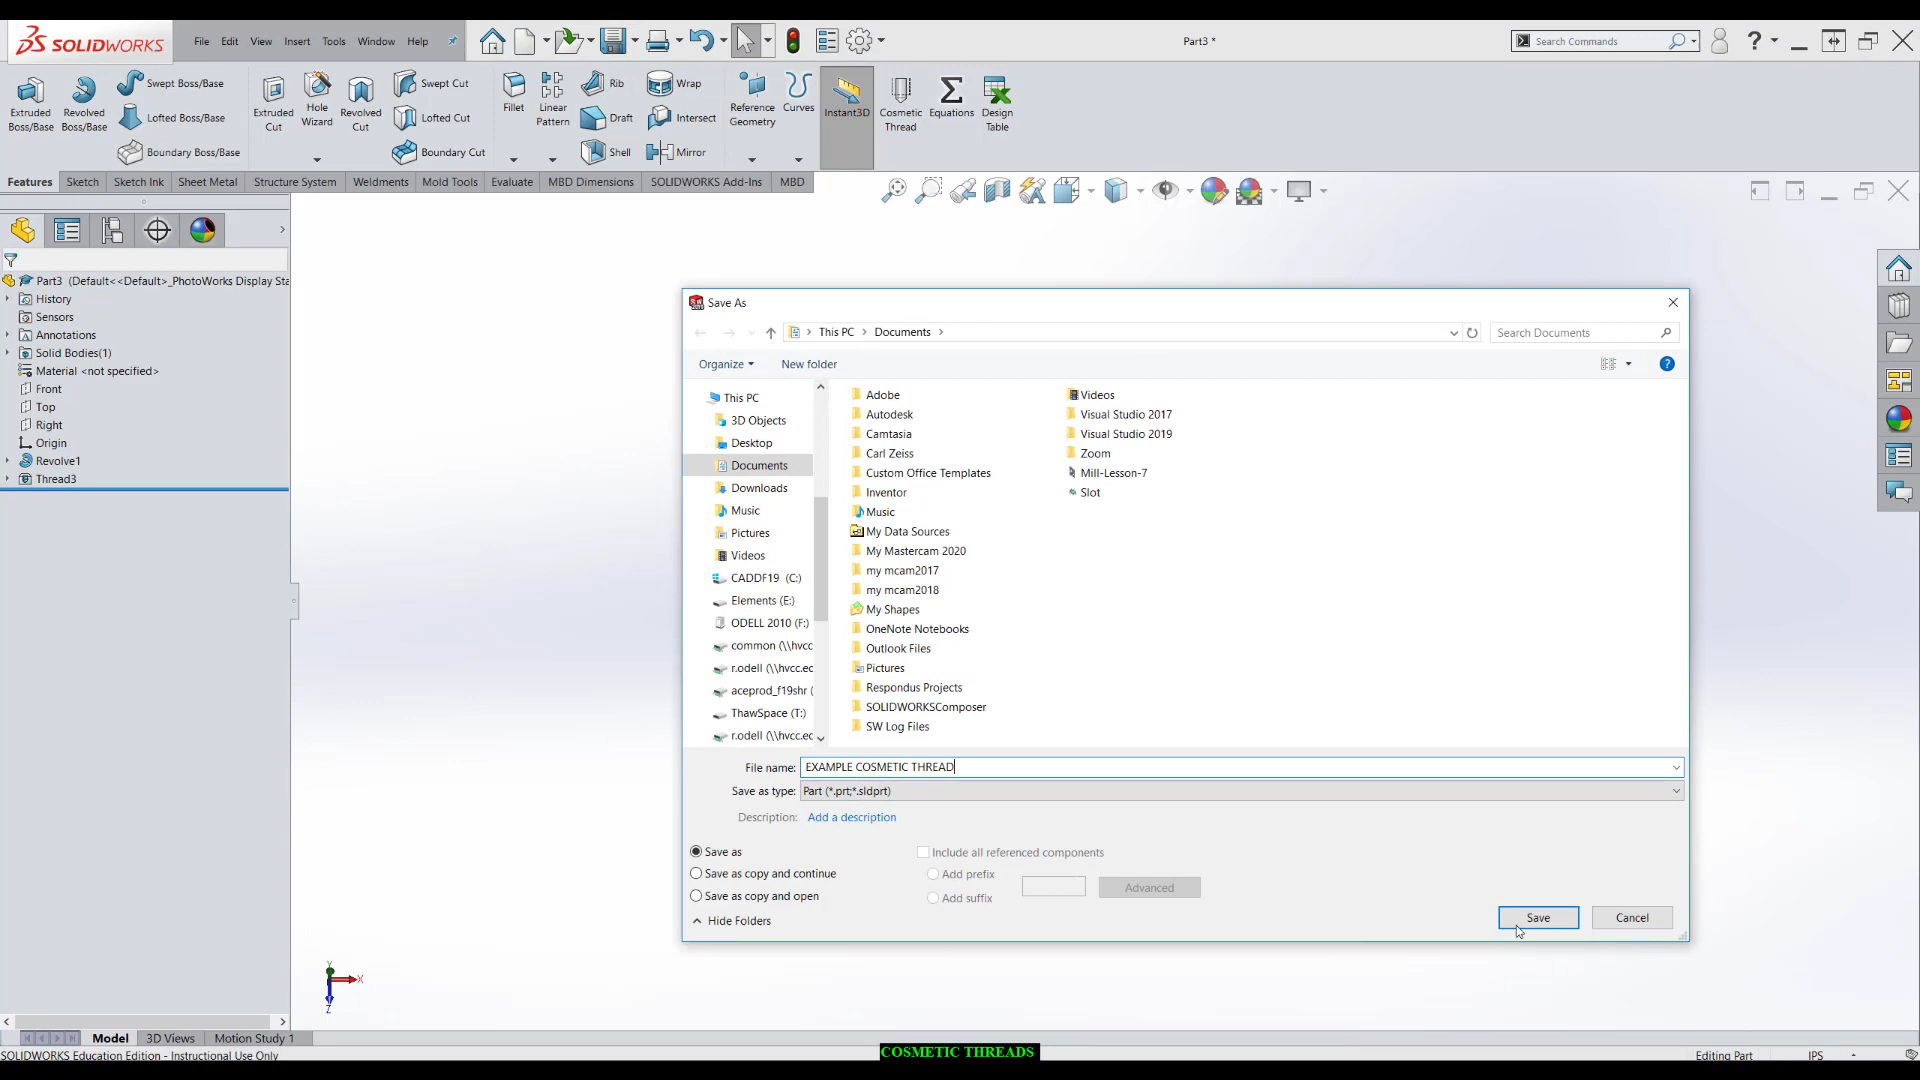 SOLIDWORKS
File Edit View Insert Tools Window Help
Part3 *
Search Commands
Extruded Boss/Base
Revolved Boss/Base
Swept Boss/Base
Lofted Boss/Base
Boundary Boss/Base
Extruded Cut
Hole Wizard
Revolved Cut
Swept Cut
Lofted Cut
Boundary Cut
Fillet
Linear Pattern
Rib
Draft
Shell
Wrap
Intersect
Mirror
Reference Geometry
Curves
Instant3D
Cosmetic Thread
Equations
Design Table
Features Sketch Sketch Ink Sheet Metal Structure System Weldments Mold Tools Evaluate MBD Dimensions SOLIDWORKS Add-Ins MBD
Part3 (Default<<Default>_PhotoWorks Display Sta
History
Sensors
Annotations
Solid Bodies(1)
Material <not specified>
Front
Top
Right
Origin
Revolve1
Thread3
Save As
This PC > Documents >
Search Documents
Organize
New folder
This PC
3D Objects
Desktop
Documents
Downloads
Music
Pictures
Videos
CADDF19 (C:)
Elements (E:)
ODELL 2010 (F:)
common (\\hvcc
r.odell (\\hvcc.ec
aceprod_f19shr (
ThawSpace (T:)
r.odell (\\hvcc.ec
Adobe
Autodesk
Camtasia
Carl Zeiss
Custom Office Templates
Inventor
Music
My Data Sources
My Mastercam 2020
my mcam2017
my mcam2018
My Shapes
OneNote Notebooks
Outlook Files
Pictures
Respondus Projects
SOLIDWORKSComposer
SW Log Files
Videos
Visual Studio 2017
Visual Studio 2019
Zoom
Mill-Lesson-7
Slot
File name: EXAMPLE COSMETIC THREAD
Save as type: Part (*.prt;*.sldprt)
Description: Add a description
Save as
Save as copy and continue
Save as copy and open
Include all referenced components
Add prefix
Add suffix
Advanced
Hide Folders
Save
Cancel
Y
X
Z
Model 3D Views Motion Study 1
SOLIDWORKS Education Edition - Instructional Use Only
COSMETIC THREADS
Editing Part
IPS